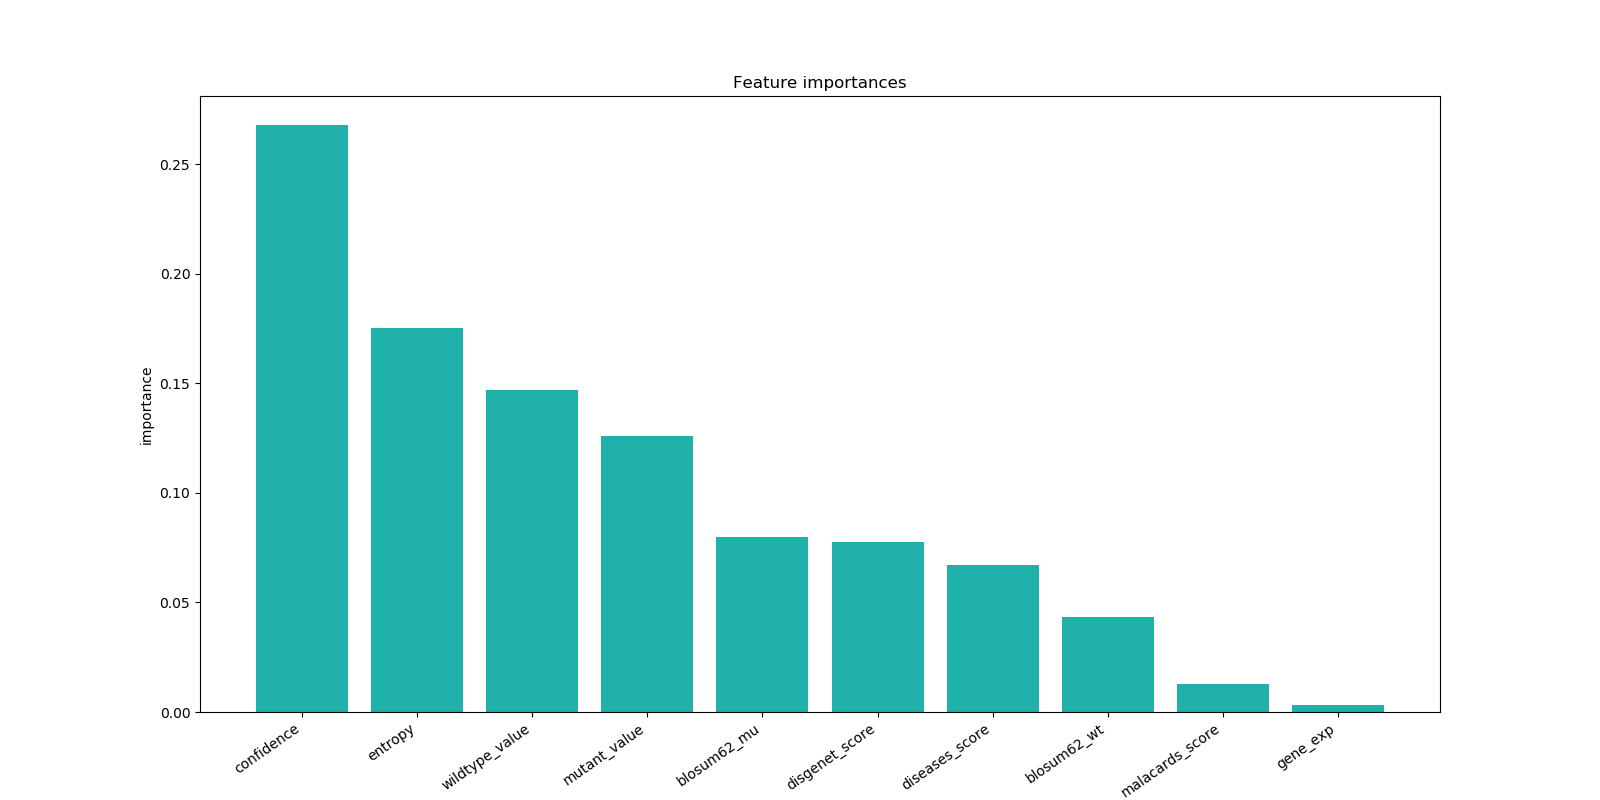 Feature importances
importance
0.25
0.20
0.15
0.10
0.05
0.00
confidence
entropy
wildtype_value
mutant_value
blosum62_mu
disgenet_score
diseases_score
blosum62_wt
malacards_score
gene_exp